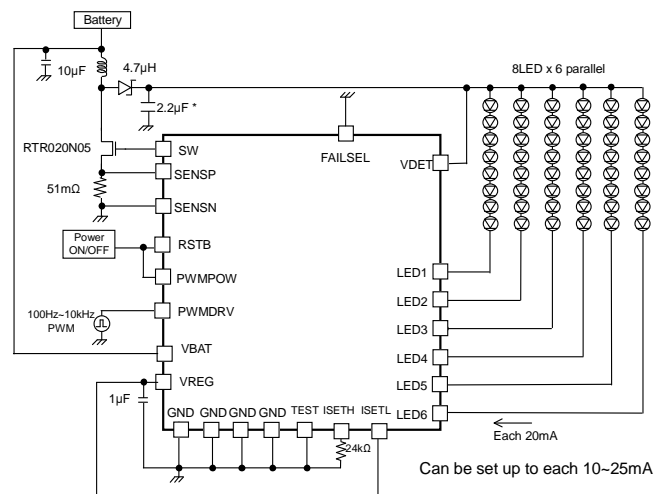 Battery
10µF
4.7µH
2.2µF *
8LED x 6 parallel
RTR020N05
SW
FAILSEL
VDET
SENSP
51mΩ
SENSN
Power
ON/OFF
RSTB
PWMPOW
LED1
LED2
100Hz~10kHz
PWM
PWMDRV
LED3
VBAT
LED4
VREG
LED5
1µF
GND
GND
GND
GND
TEST
ISETH
ISETL
LED6
24kΩ
Each 20mA
Can be set up to each 10~25mA